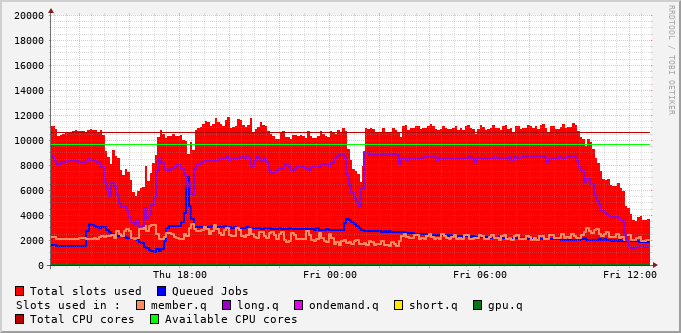 RRDTOOL / TOBI OETIKER
20000
18000
16000
14000
12000
10000
8000
6000
4000
2000
0
Thu 18:00 Fri 00:00 Fri 06:00 Fri 12:00
Total slots used Queued Jobs
Slots used in : member.q long.q ondemand.q short.q gpu.q
Total CPU cores Available CPU cores